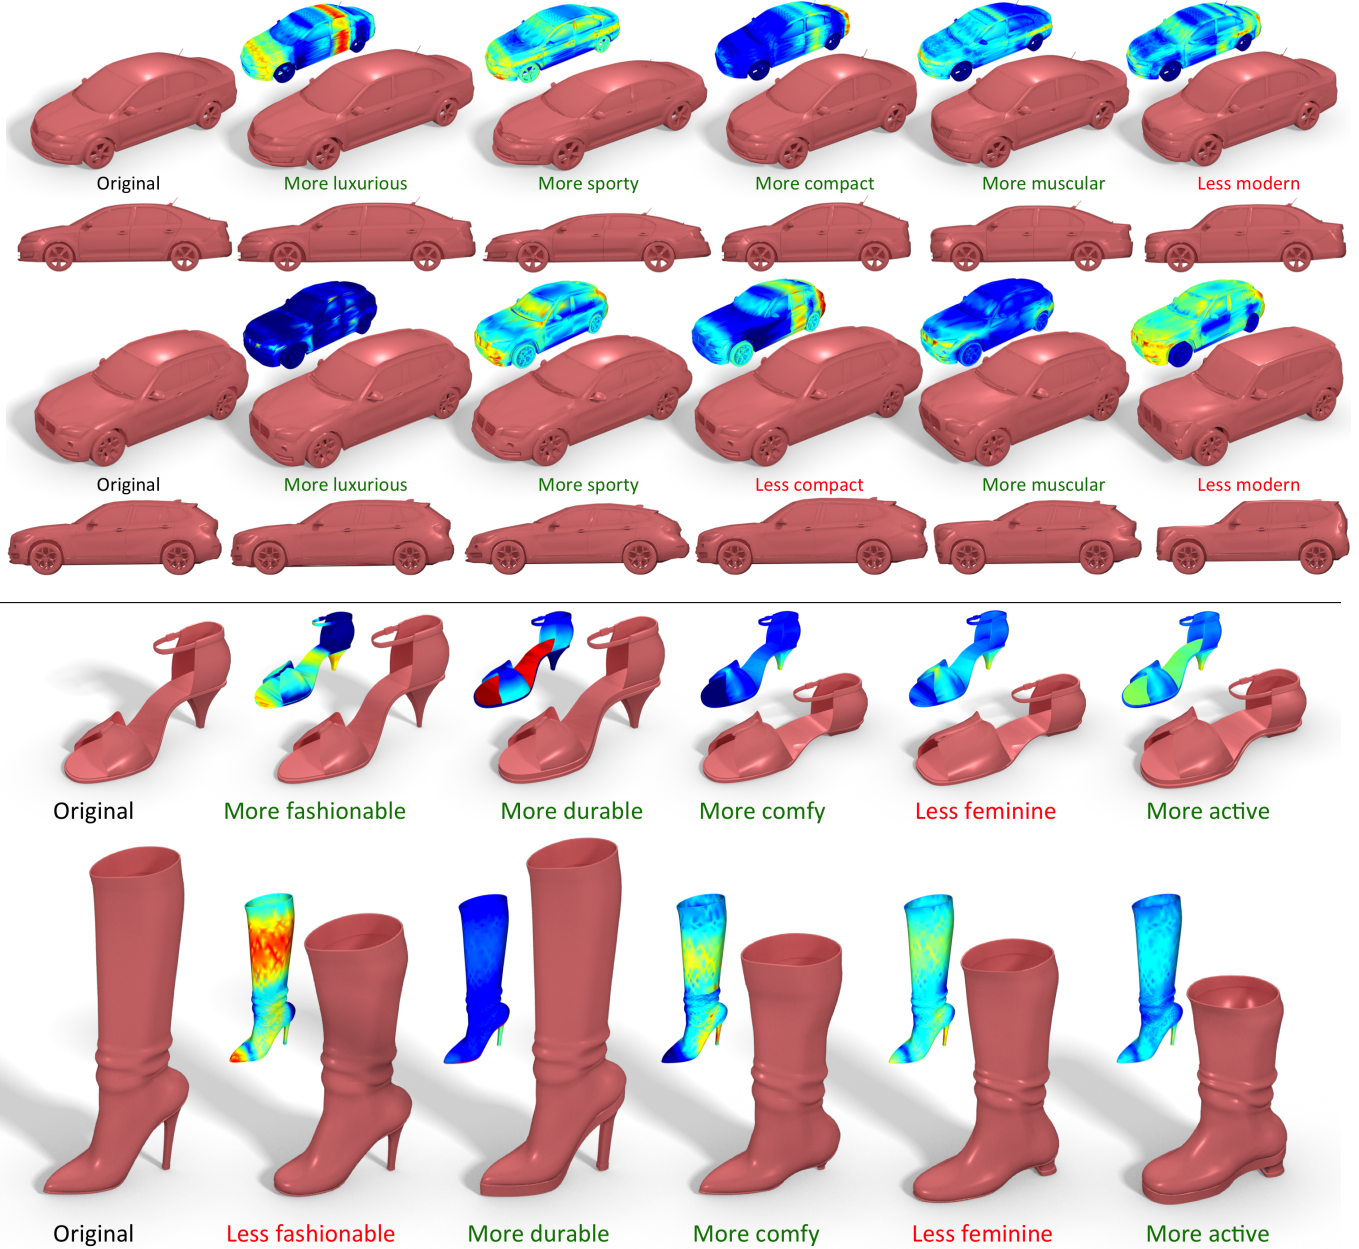 Original More luxurious More sporty More compact More muscular Less modern
Original More luxurious More sporty Less compact More muscular Less modern
Original More fashionable More durable More comfy Less feminine More active
Original Less fashionable More durable More comfy Less feminine More active